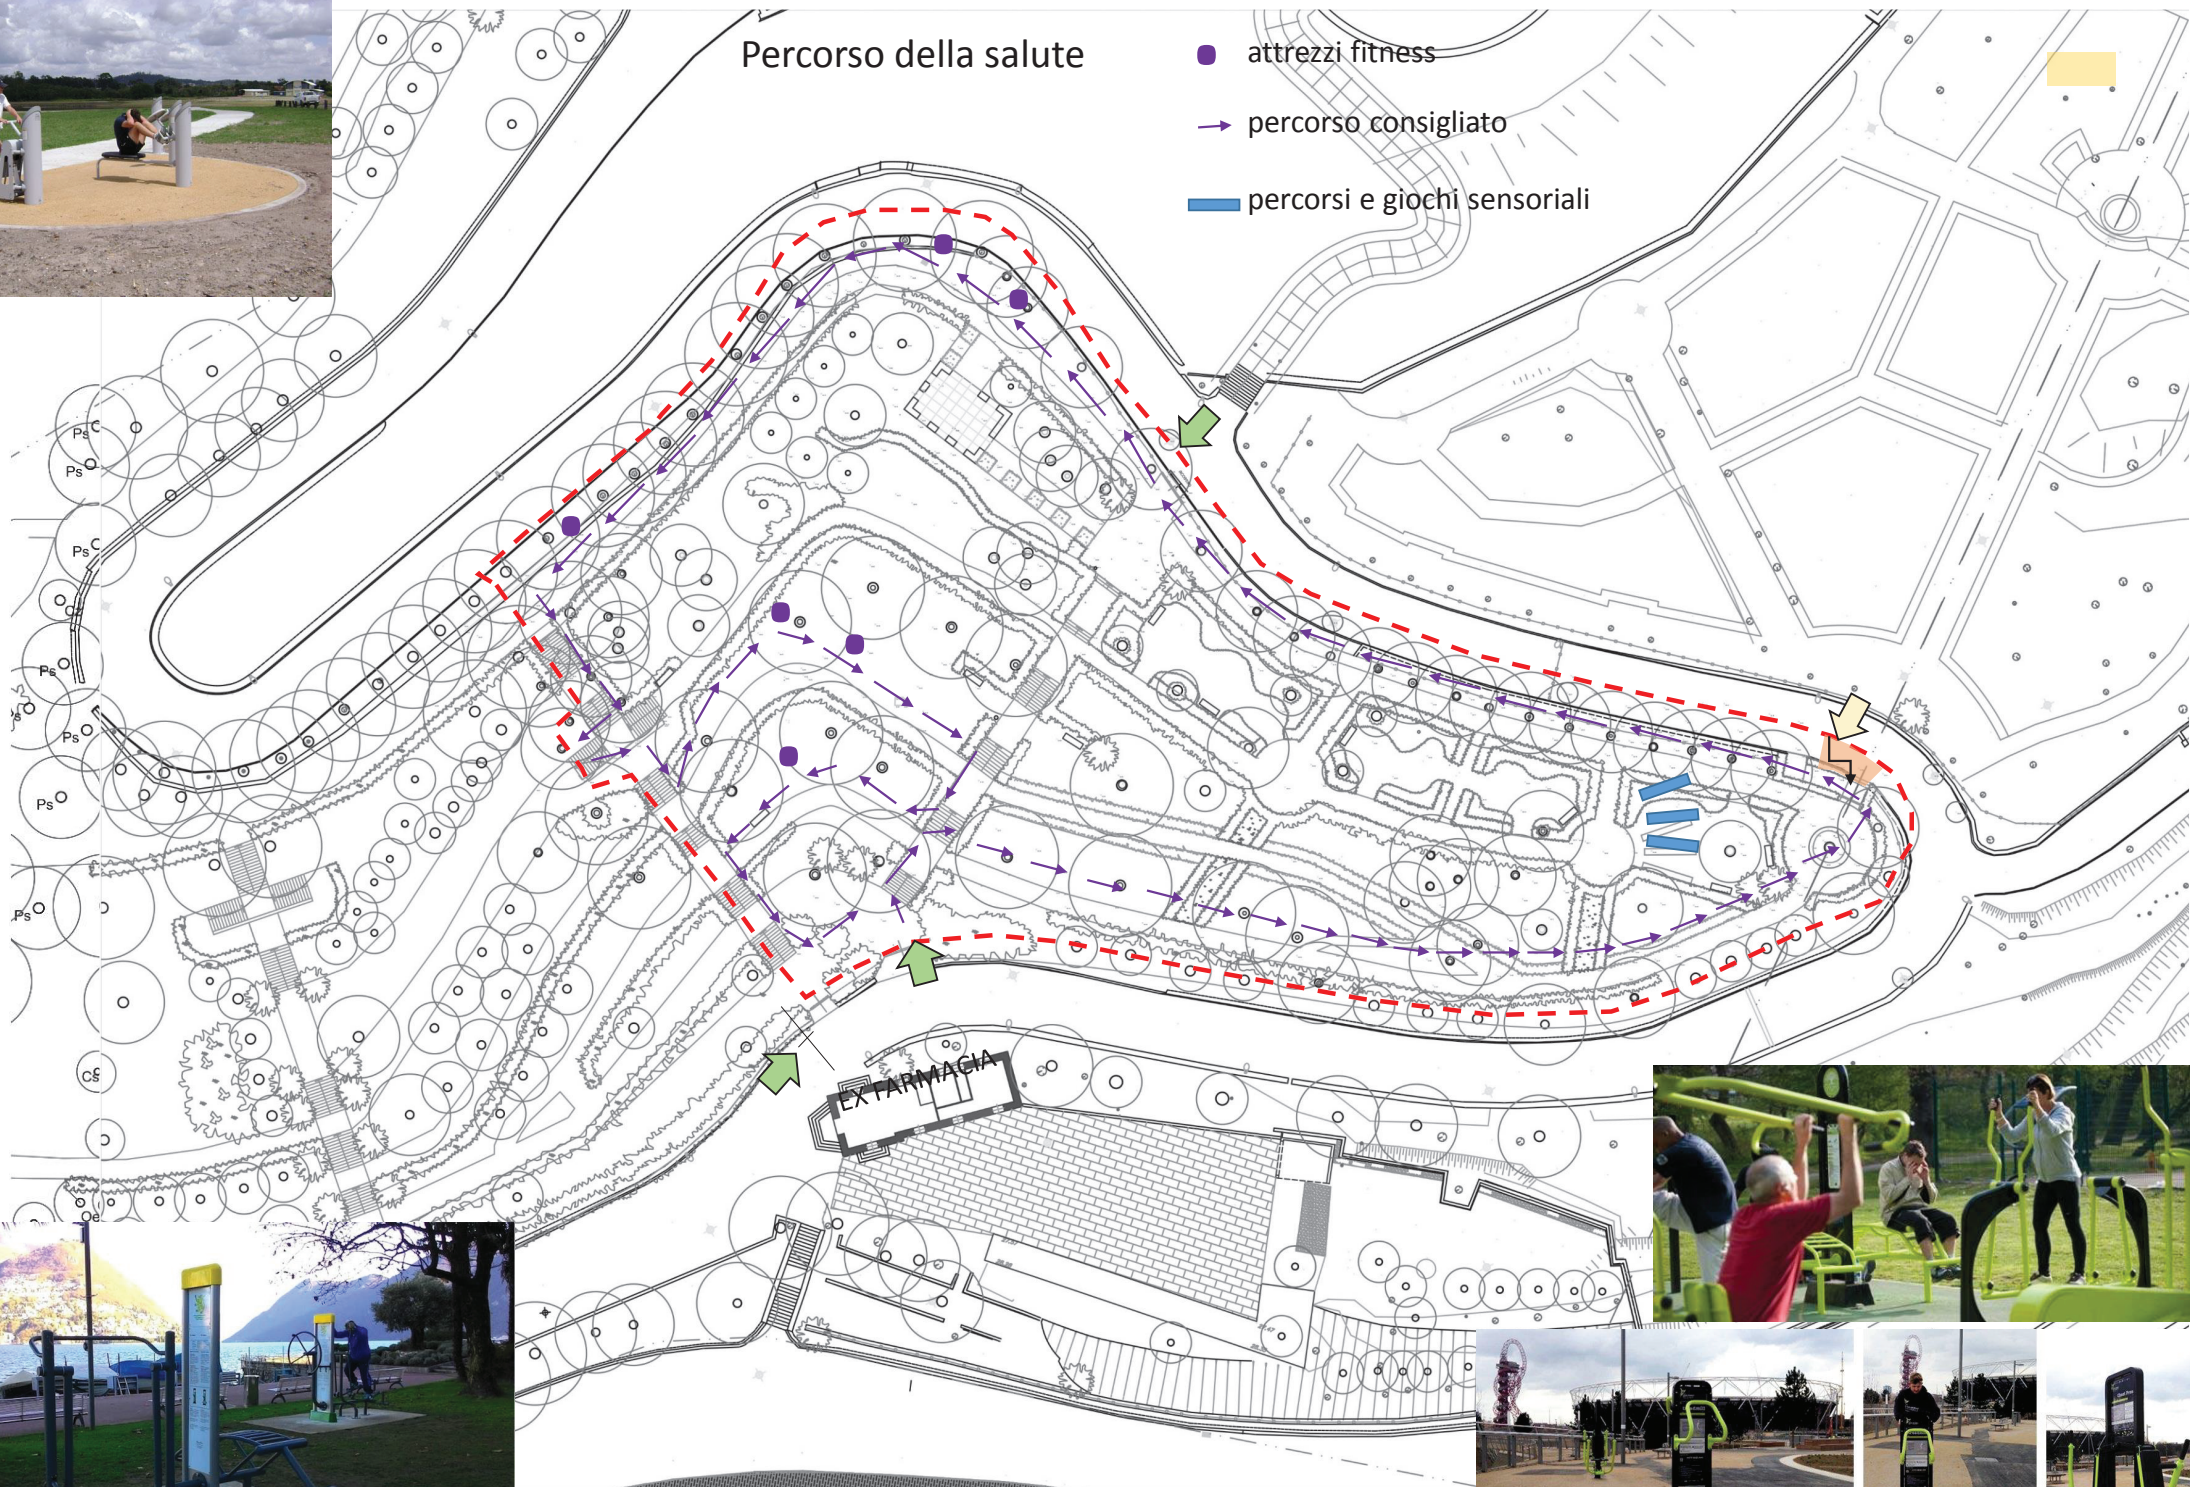 Percorso della salute
attrezzi fitness
percorso consigliato
percorsi e giochi sensoriali
Ps
Ps
Ps
Ps
Ps
Ps
Ps
Cs
EX FARMACIA